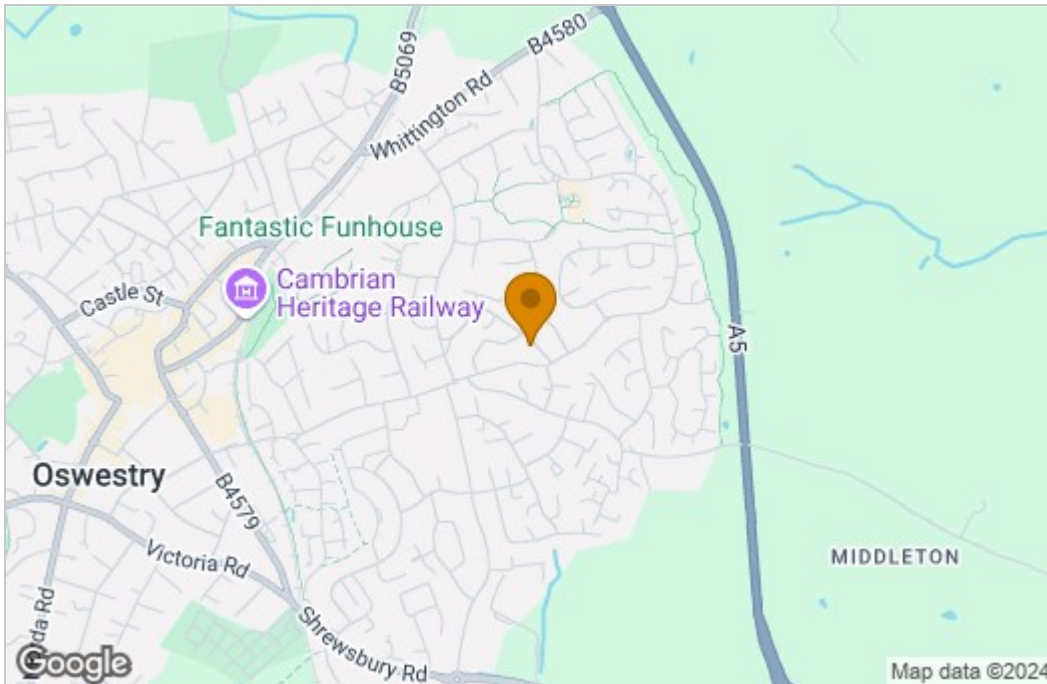 B4580
B5069
Whittington Rd
Fantastic Funhouse
Cambrian
Heritage Railway
Castle St
A5
Oswestry
B4579
Victoria Rd
MIDDLETON
Shrewsbury Rd
Rd
Google
Map data ©2024